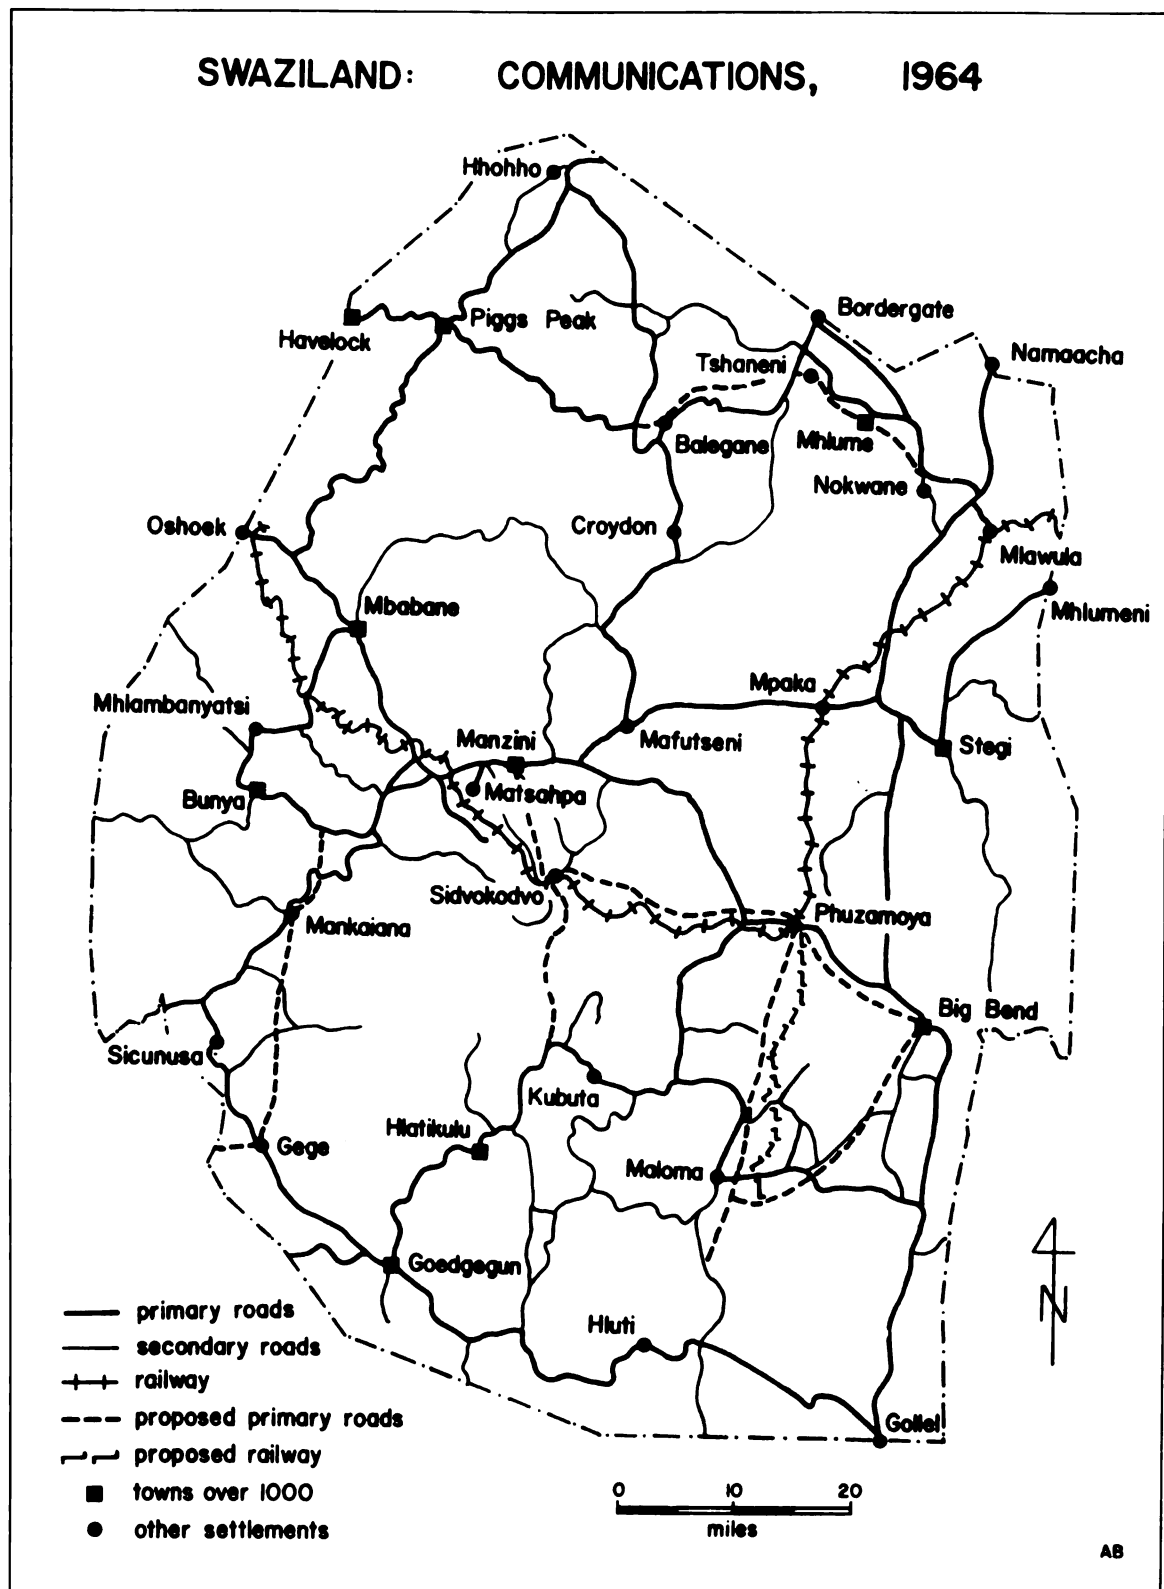 SWAZILAND: COMMUNICATIONS, 1964
Hhohho
Bordergate
Piggs Peak
Havelock
Namaacha
Tshaneni
Balegane
Mhlume
Nokwane
Oshoek
Croydon
Mlawula
Mbabane
Mhlumeni
Mpaka
Mhlambanyatsi
Manzini
Mafutseni
Stegi
Bunya
Matsahpa
Sidvokodvo
Phuzamoya
Mankaiana
Big Bend
Sicunusa
Kubuta
Hlatikulu
Gege
Maloma
Goedgegun
N
primary roads
Hluti
secondary roads
railway
proposed primary roads
Gollel
proposed railway
towns over 1000
0 10 20
other settlements
miles
AB